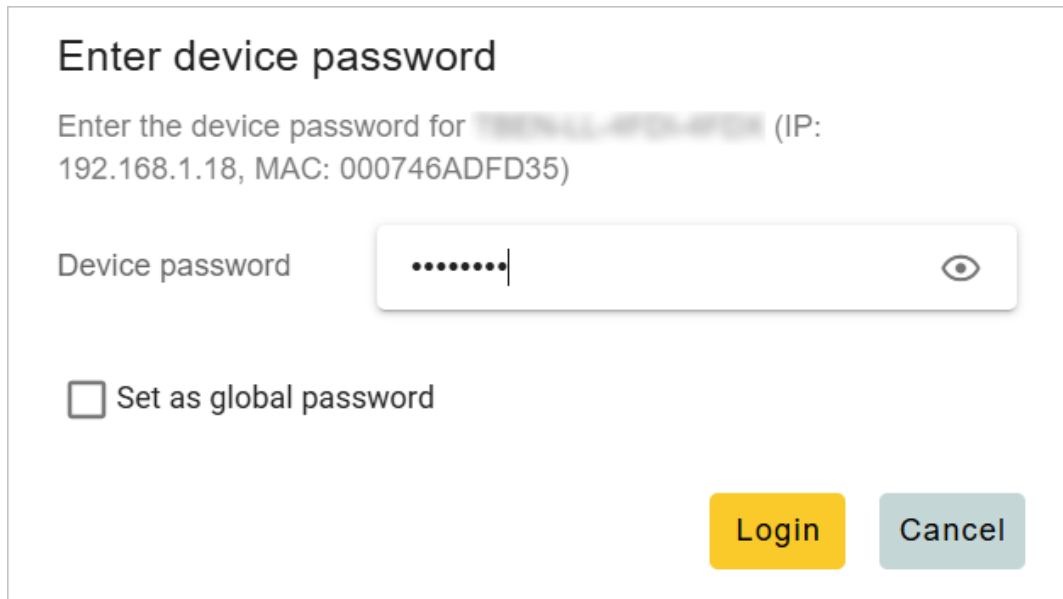 Enter device password
Enter the device password for (IP:
192.168.1.18, MAC: 000746ADFD35)
Device password ••••••••
Set as global password
Login Cancel